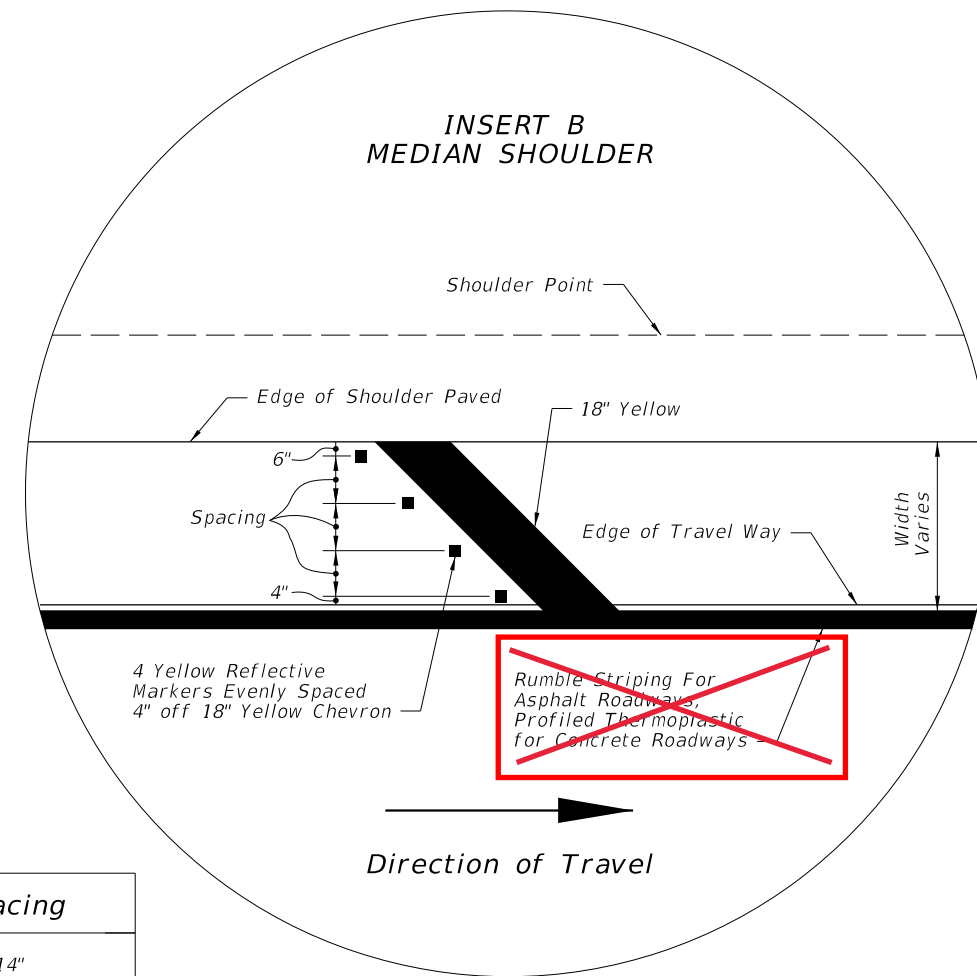 INSERT B
MEDIAN SHOULDER
Shoulder Point
Edge of Shoulder Paved
18" Yellow
6"
Spacing
Width
Varies
Edge of Travel Way
4"
4 Yellow Reflective
Markers Evenly Spaced
4" off 18" Yellow Chevron
Rumble Striping For
Asphalt Roadways,
Profiled Thermoplastic
for Concrete Roadways
Direction of Travel
acing
14"